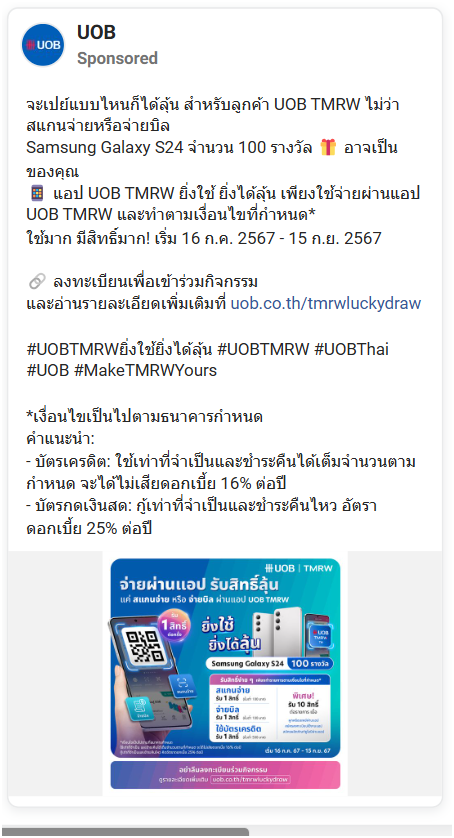 UOB
UOB
Sponsored
จะเปย์แบบไหนก็ได้ลุ้น สำหรับลูกค้า UOB TMRW ไม่ว่า
สแกนจ่ายหรือจ่ายบิล
Samsung Galaxy S24 จำนวน 100 รางวัล 🎁 อาจเป็น
ของคุณ
📱 แอป UOB TMRW ยิ่งใช้ ยิ่งได้ลุ้น เพียงใช้จ่ายผ่านแอป
UOB TMRW และทำตามเงื่อนไขที่กำหนด*
ใช้มาก มีสิทธิ์มาก! เริ่ม 16 ก.ค. 2567 - 15 ก.ย. 2567
🔗 ลงทะเบียนเพื่อเข้าร่วมกิจกรรม
และอ่านรายละเอียดเพิ่มเติมที่ uob.co.th/tmrwluckydraw
#UOBTMRWยิ่งใช้ยิ่งได้ลุ้น #UOBTMRW #UOBThai
#UOB #MakeTMRWYours
*เงื่อนไขเป็นไปตามธนาคารกำหนด
คำแนะนำ:
- บัตรเครดิต: ใช้เท่าที่จำเป็นและชำระคืนได้เต็มจำนวนตาม
กำหนด จะได้ไม่เสียดอกเบี้ย 16% ต่อปี
- บัตรกดเงินสด: กู้เท่าที่จำเป็นและชำระคืนไหว อัตรา
ดอกเบี้ย 25% ต่อปี
UOB | TMRW
จ่ายผ่านแอป รับสิทธิ์ลุ้น
แค่ สแกนจ่าย หรือ จ่ายบิล ผ่านแอป UOB TMRW
รับ
1 สิทธิ์
ยิ่งใช้
ยิ่งได้ลุ้น
UOB
TMRW
Samsung Galaxy S24 100 รางวัล
สแกนจ่าย
รับ 1 สิทธิ์
พิเศษ!
รับ 10 สิทธิ์
จ่ายบิล
รับ 1 สิทธิ์
ใช้บัตรเครดิต
รับ 1 สิทธิ์
เริ่ม 16 ก.ค. 67 - 15 ก.ย. 67
อย่าลืมลงทะเบียนร่วมกิจกรรม
ดูรายละเอียดเพิ่มเติม uob.co.th/tmrwluckydraw